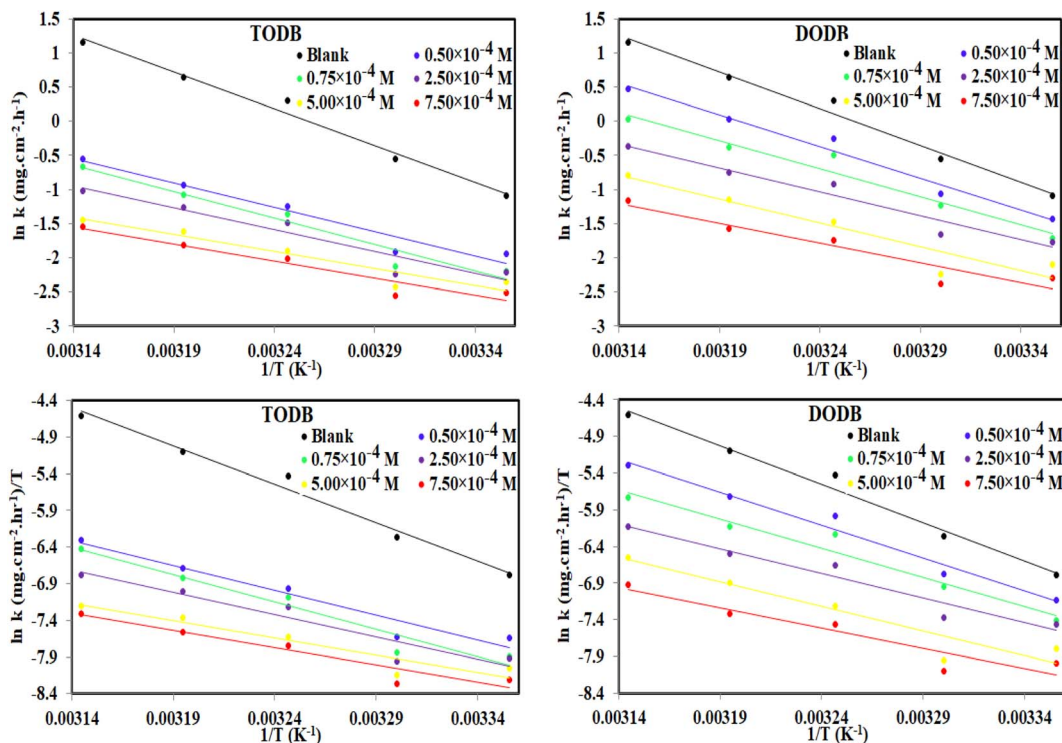 TODB
1.5
1
0.5
0
-0.5
-1
-1.5
-2
-2.5
-3
ln k (mg.cm⁻².h⁻¹)
Blank
0.50×10⁻⁴ M
0.75×10⁻⁴ M
2.50×10⁻⁴ M
5.00×10⁻⁴ M
7.50×10⁻⁴ M
0.00314 0.00319 0.00324 0.00329 0.00334
1/T (K⁻¹)
DODB
1.5
1
0.5
0
-0.5
-1
-1.5
-2
-2.5
-3
ln k (mg.cm⁻².h⁻¹)
Blank
0.50×10⁻⁴ M
0.75×10⁻⁴ M
2.50×10⁻⁴ M
5.00×10⁻⁴ M
7.50×10⁻⁴ M
0.00314 0.00319 0.00324 0.00329 0.00334
1/T (K⁻¹)
TODB
-4.4
-4.9
-5.4
-5.9
-6.4
-6.9
-7.4
-7.9
-8.4
ln k (mg.cm⁻².hr¹)/T
Blank
0.50×10⁻⁴ M
0.75×10⁻⁴ M
2.50×10⁻⁴ M
5.00×10⁻⁴ M
7.50×10⁻⁴ M
0.00314 0.00319 0.00324 0.00329 0.00334
1/T (K⁻¹)
DODB
-4.4
-4.9
-5.4
-5.9
-6.4
-6.9
-7.4
-7.9
-8.4
ln k (mg.cm⁻².hr¹)/T
Blank
0.50×10⁻⁴ M
0.75×10⁻⁴ M
2.50×10⁻⁴ M
5.00×10⁻⁴ M
7.50×10⁻⁴ M
0.00314 0.00319 0.00324 0.00329 0.00334
1/T (K⁻¹)